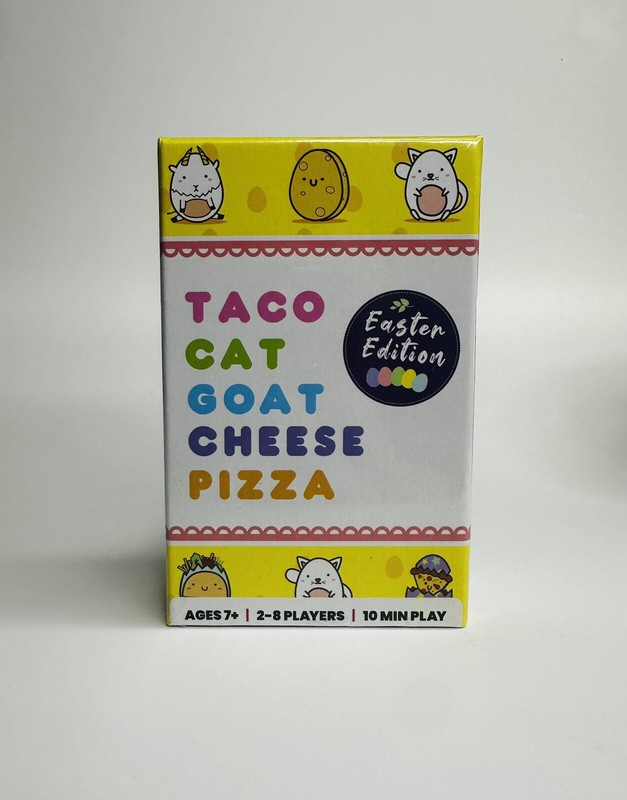 TACO
CAT
GOAT
CHEESE
PIZZA
Easter
Edition
AGES 7+ | 2-8 PLAYERS | 10 MIN PLAY